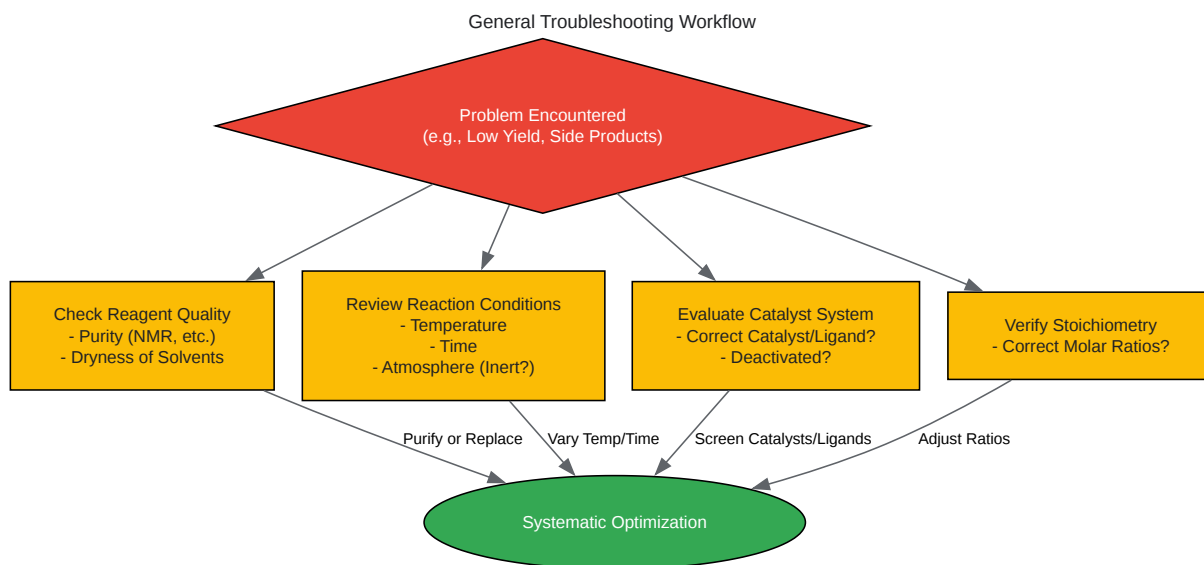 General Troubleshooting Workflow
Problem Encountered
(e.g., Low Yield, Side Products)
Check Reagent Quality
- Purity (NMR, etc.)
- Dryness of Solvents
Review Reaction Conditions
- Temperature
- Time
- Atmosphere (Inert?)
Evaluate Catalyst System
- Correct Catalyst/Ligand?
- Deactivated?
Verify Stoichiometry
- Correct Molar Ratios?
Purify or Replace
Vary Temp/Time
Screen Catalysts/Ligands
Adjust Ratios
Systematic Optimization